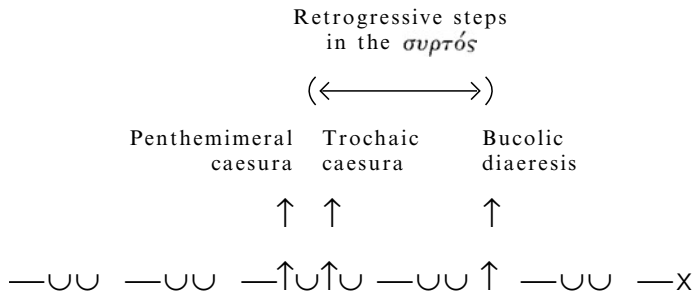 Retrogressive steps
in the συρτός
(↔)
Penthemimeral Trochaic Bucolic
caesura caesura diaeresis
↑ ↑ ↑
—∪∪ —∪∪ —↑∪↑∪ —∪∪ ↑ —∪∪ —X